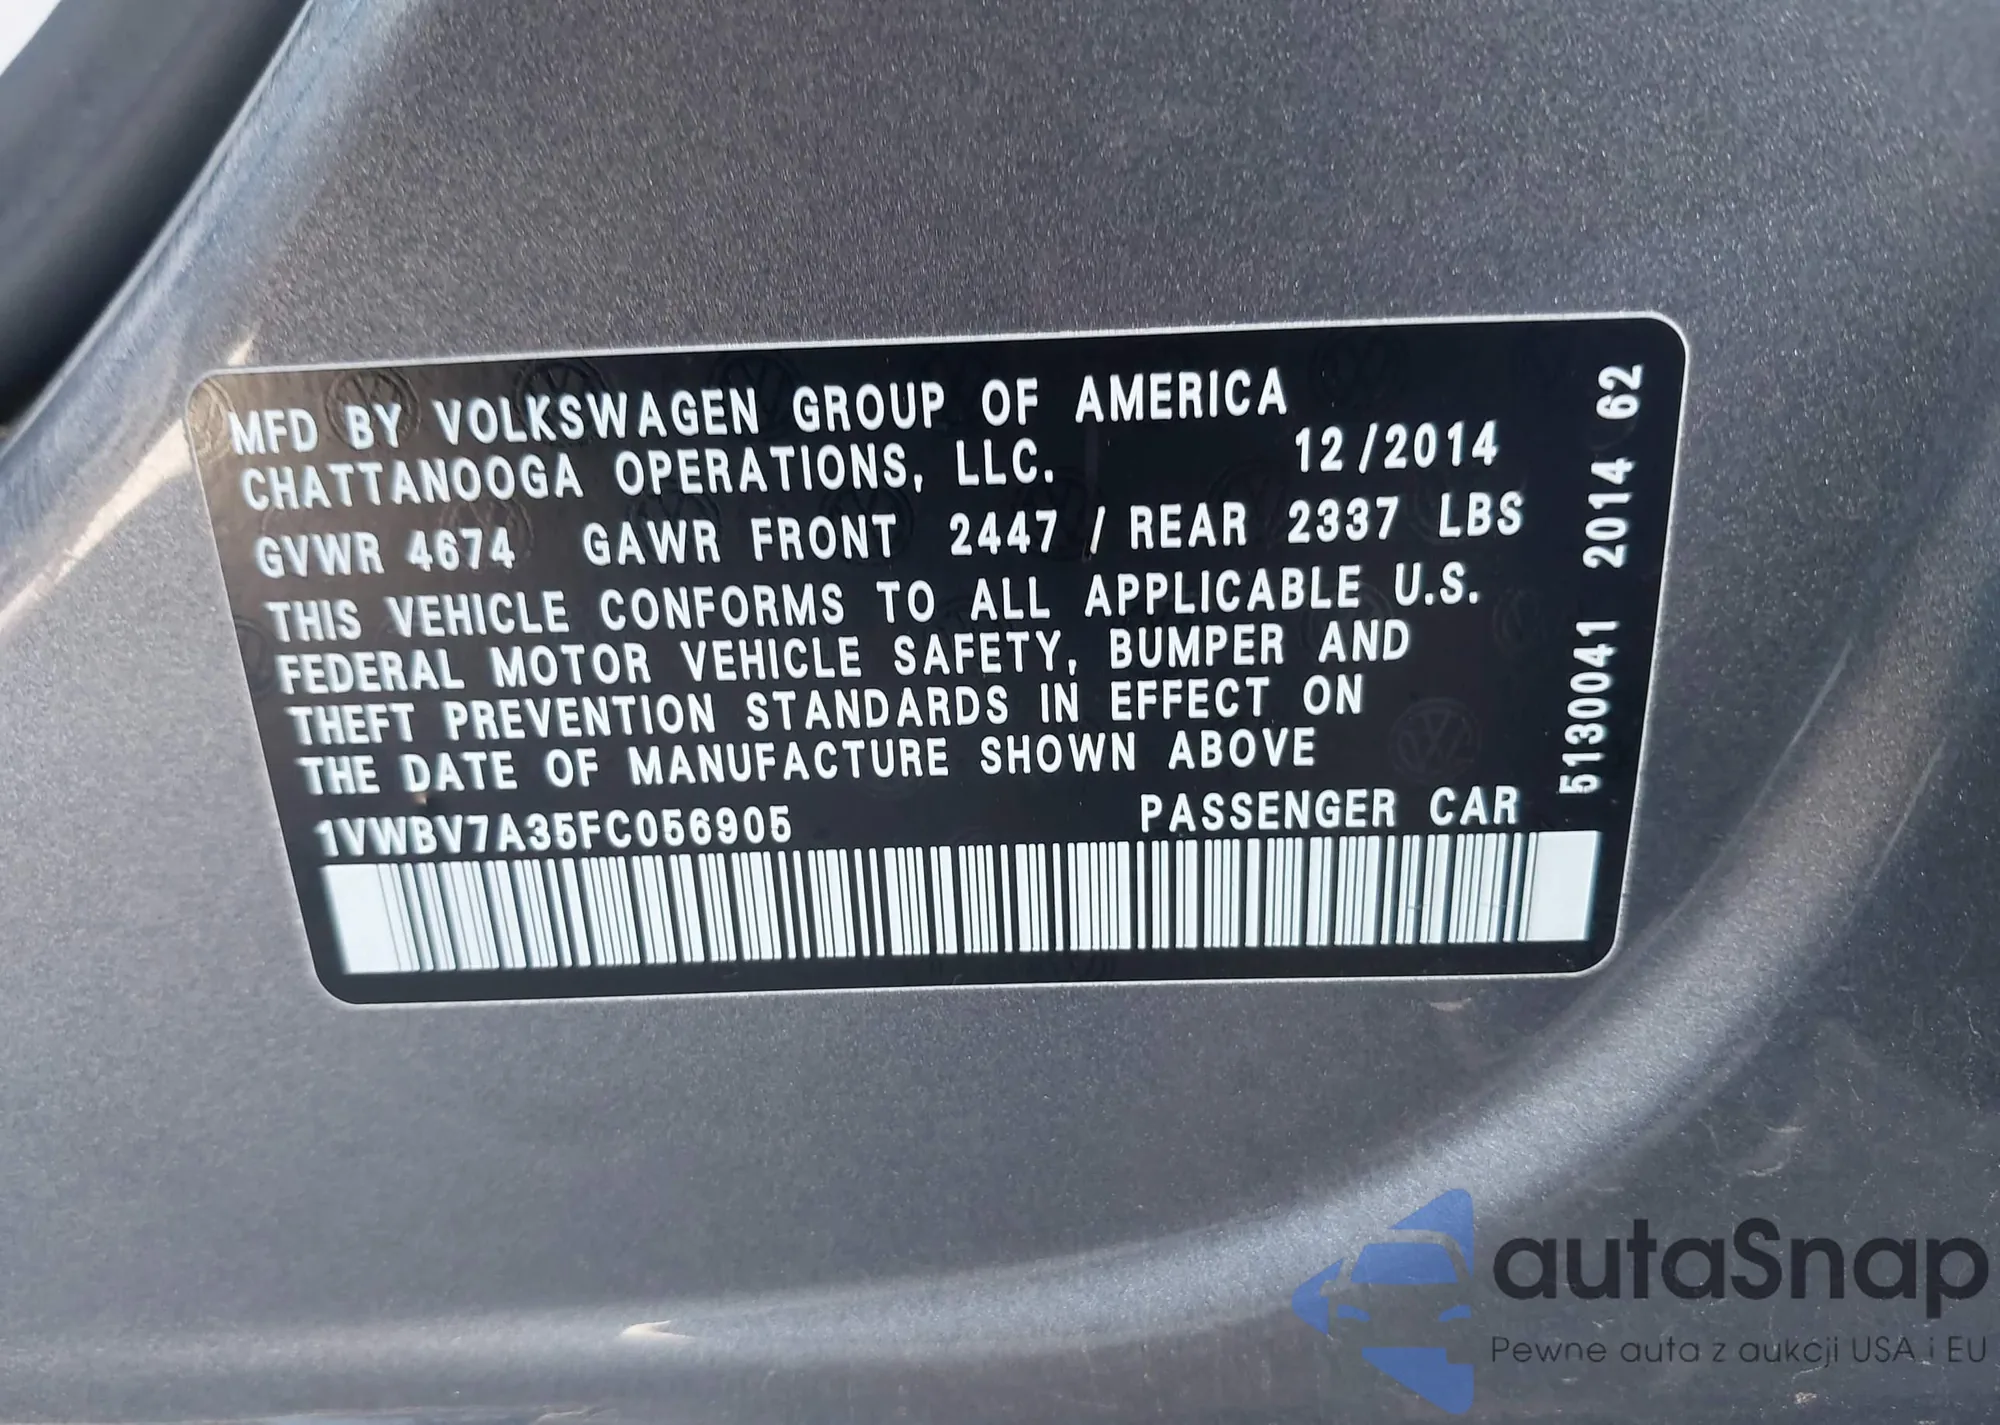 MFD BY VOLKSWAGEN GROUP OF AMERICA
CHATTANOOGA OPERATIONS, LLC. 12/2014
GVWR 4674 GAWR FRONT 2447 / REAR 2337 LBS
THIS VEHICLE CONFORMS TO ALL APPLICABLE U.S.
FEDERAL MOTOR VEHICLE SAFETY, BUMPER AND
THEFT PREVENTION STANDARDS IN EFFECT ON
THE DATE OF MANUFACTURE SHOWN ABOVE
1VWBV7A35FC056905 PASSENGER CAR
5130041 2014 62
autaSnap
Pewne auta z aukcji USA i EU